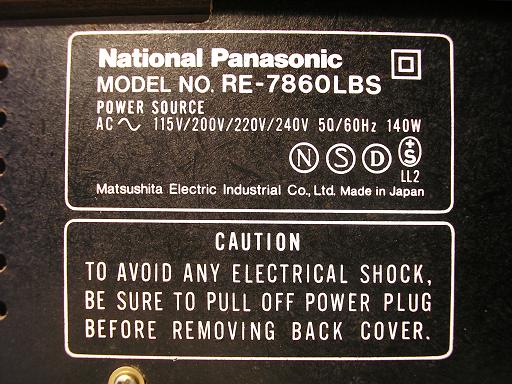 National Panasonic
MODEL NO. RE-7860LBS
POWER SOURCE
AC ∿ 115V/200V/220V/240V 50/60Hz 140W
N S D +S
LL2
Matsushita Electric Industrial Co., Ltd. Made in Japan
CAUTION
TO AVOID ANY ELECTRICAL SHOCK,
BE SURE TO PULL OFF POWER PLUG
BEFORE REMOVING BACK COVER.